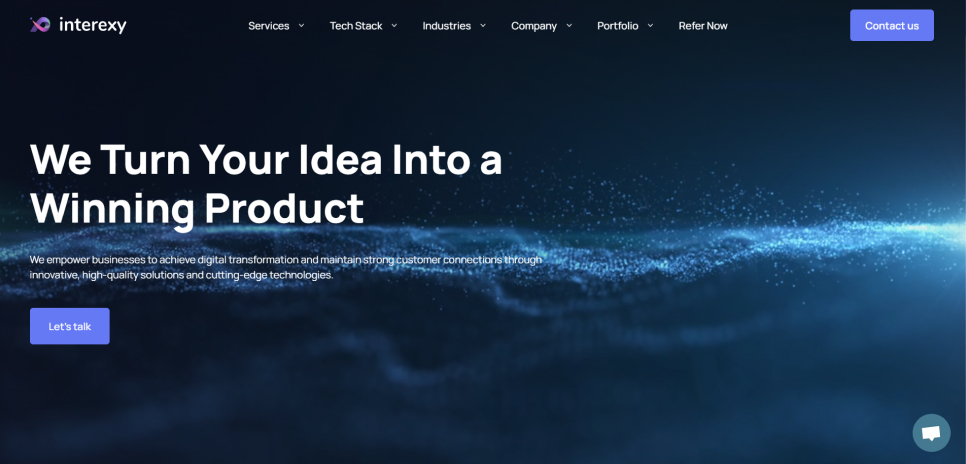 interexy
Services
Tech Stack
Industries
Company
Portfolio
Refer Now
Contact us
We Turn Your Idea Into a
Winning Product
We empower businesses to achieve digital transformation and maintain strong customer connections through
innovative, high-quality solutions and cutting-edge technologies.
Let's talk